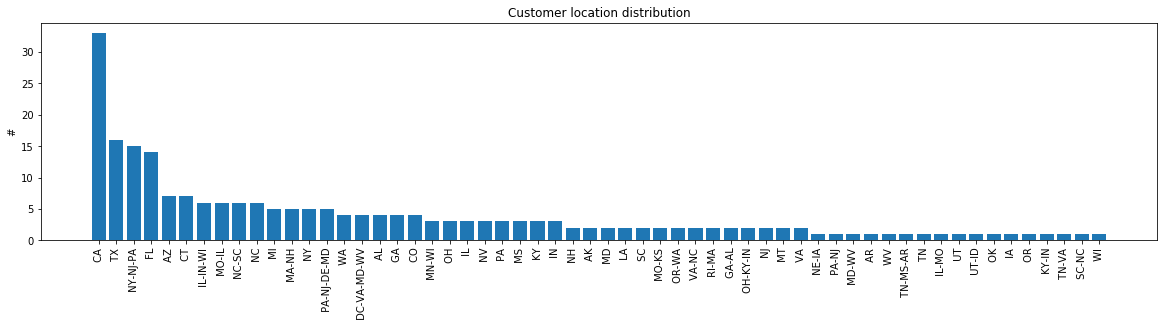 Customer location distribution
#
30
25
20
15
10
5
0
CA
TX
NY-NJ-PA
FL
AZ
CT
IL-IN-WI
MO-IL
NC-SC
NC
MI
MA-NH
NY
PA-NJ-DE-MD
WA
DC-VA-MD-WV
AL
GA
CO
MN-WI
OH
IL
NV
PA
MS
KY
IN
NH
AK
MD
LA
SC
MO-KS
OR-WA
VA-NC
RI-MA
GA-AL
OH-KY-IN
NJ
MT
VA
NE-IA
PA-NJ
MD-WV
AR
WV
TN-MS-AR
TN
IL-MO
UT
UT-ID
OK
IA
OR
KY-IN
TN-VA
SC-NC
WI